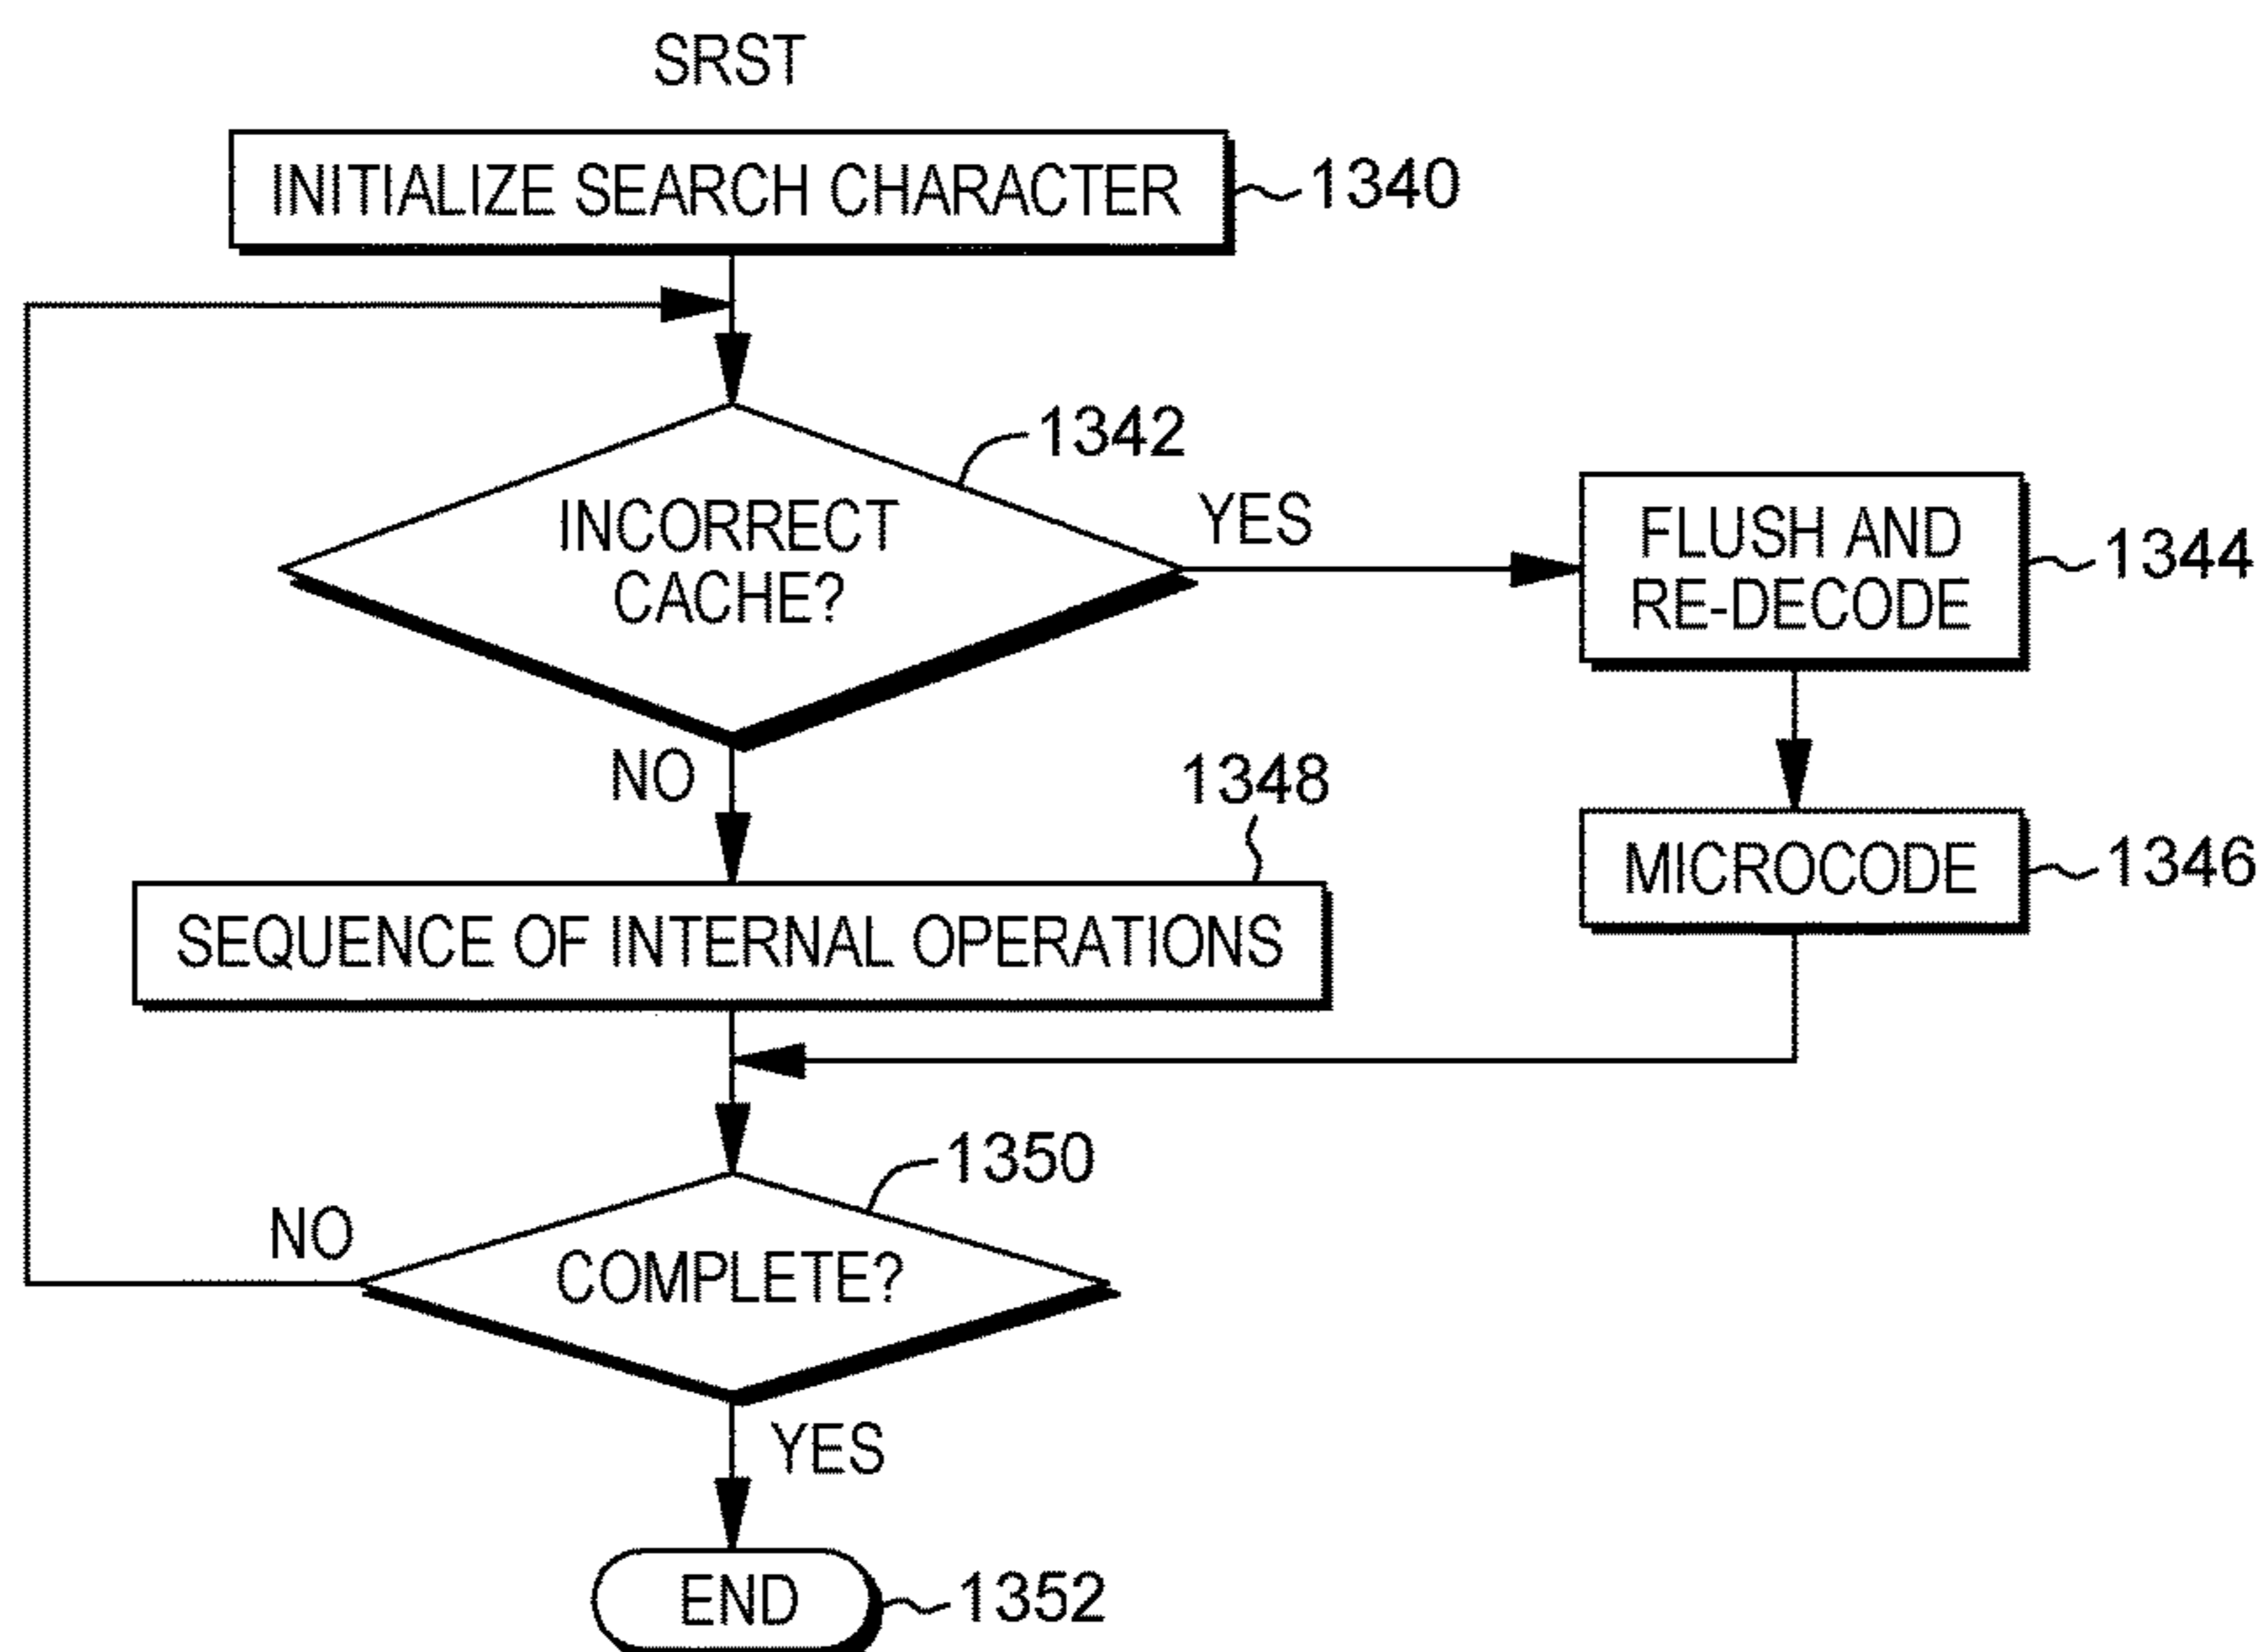 SRST
INITIALIZE SEARCH CHARACTER
1340
1342
INCORRECT
CACHE?
YES
FLUSH AND
RE-DECODE
1344
NO
1348
MICROCODE
1346
SEQUENCE OF INTERNAL OPERATIONS
1350
NO
COMPLETE?
YES
END
1352